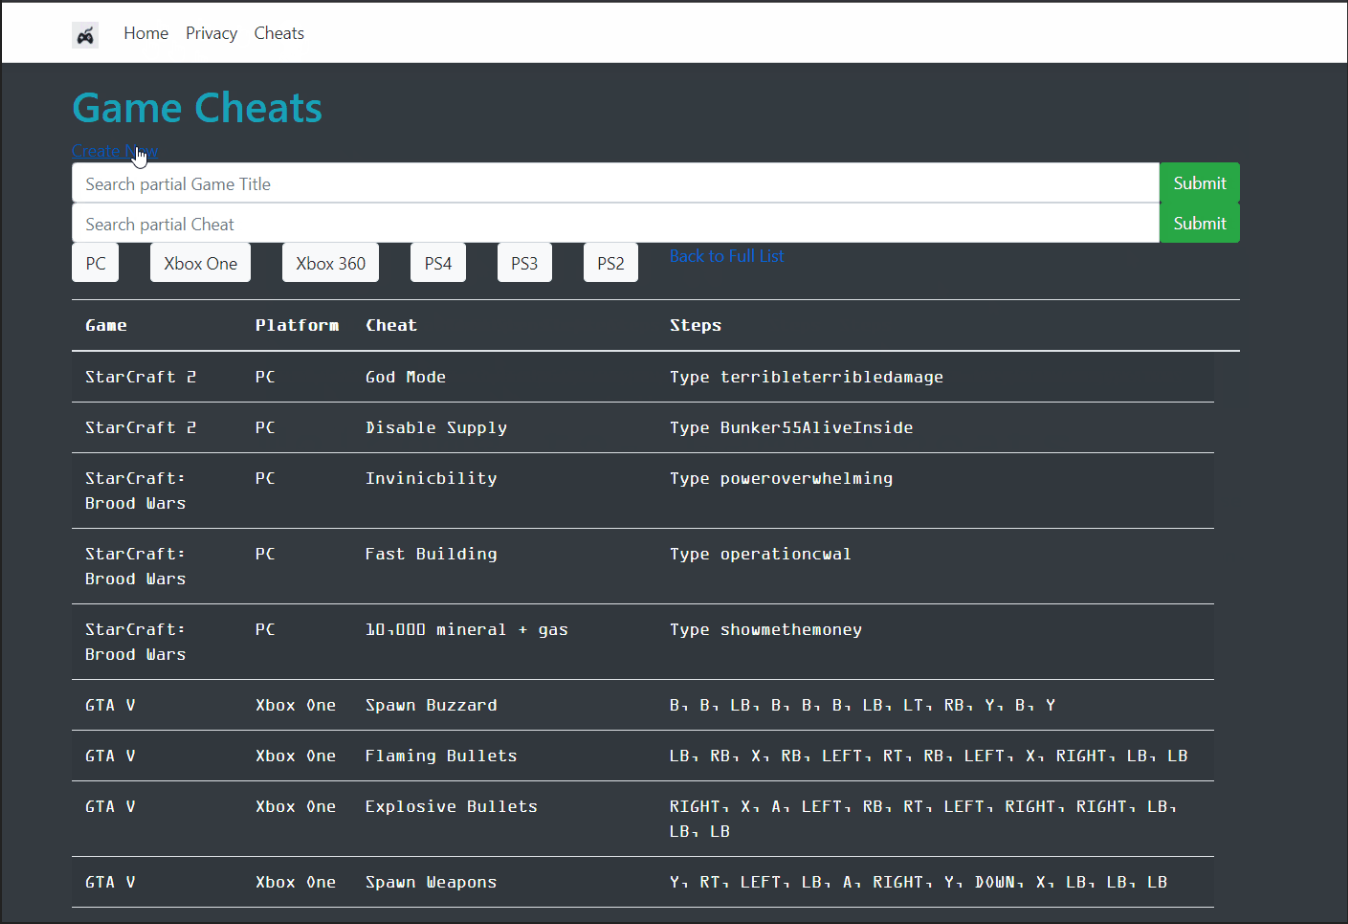 Home Privacy Cheats
Game Cheats
Create New
Search partial Game Title Submit
Search partial Cheat Submit
PC Xbox One Xbox 360 PS4 PS3 PS2 Back to Full List
Game Platform Cheat Steps
StarCraft 2 PC God Mode Type terribleterribledamage
StarCraft 2 PC Disable Supply Type Bunker55AliveInside
StarCraft: PC Invinicbility Type poweroverwhelming
Brood Wars
StarCraft: PC Fast Building Type operationcwal
Brood Wars
StarCraft: PC 10,000 mineral + gas Type showmethemoney
Brood Wars
GTA V Xbox One Spawn Buzzard B, B, LB, B, B, B, LB, LT, RB, Y, B, Y
GTA V Xbox One Flaming Bullets LB, RB, X, RB, LEFT, RT, RB, LEFT, X, RIGHT, LB, LB
GTA V Xbox One Explosive Bullets RIGHT, X, A, LEFT, RB, RT, LEFT, RIGHT, RIGHT, LB,
LB, LB
GTA V Xbox One Spawn Weapons Y, RT, LEFT, LB, A, RIGHT, Y, DOWN, X, LB, LB, LB